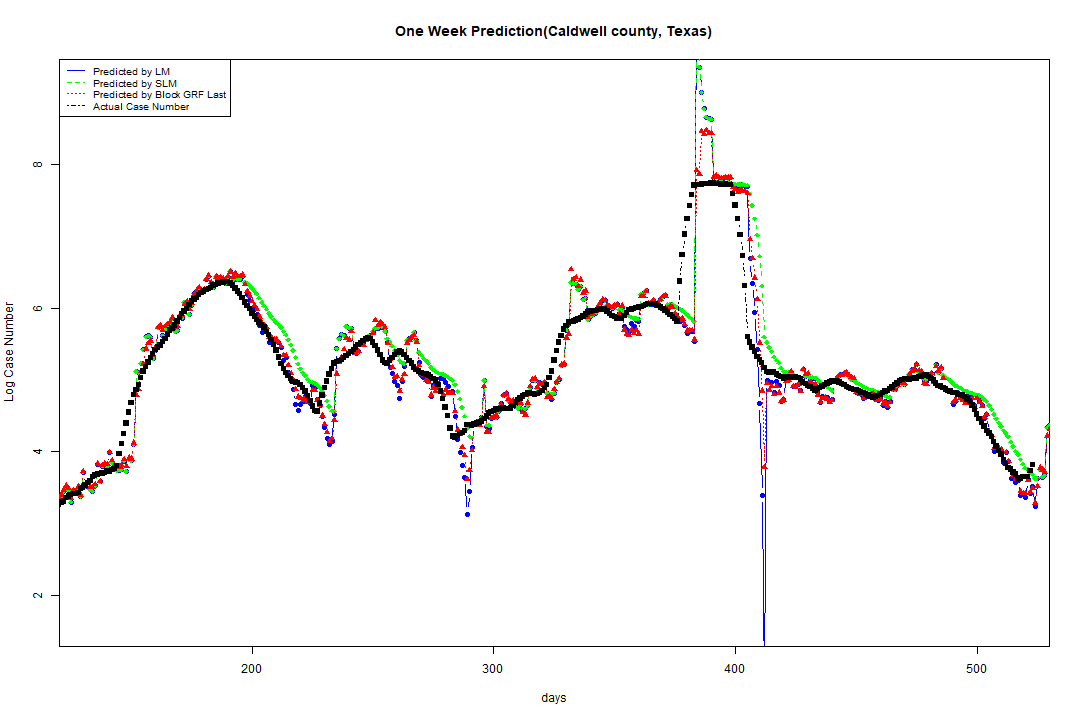 One Week Prediction(Caldwell county, Texas)
Predicted by LM
Predicted by SLM
Predicted by Block GRF Last
Actual Case Number
Log Case Number
8
6
4
2
200 300 400 500
days